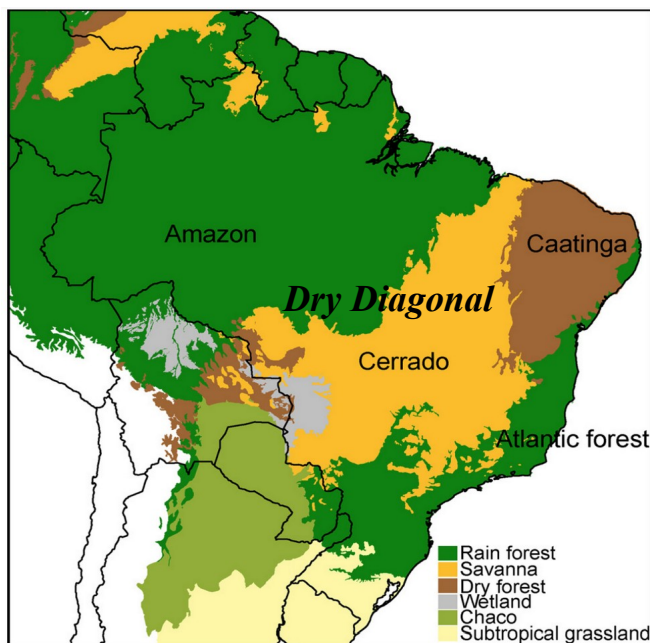 Amazon
Caatinga
Dry Diagonal
Cerrado
Atlantic forest
Rain forest
Savanna
Dry forest
Wetland
Chaco
Subtropical grassland